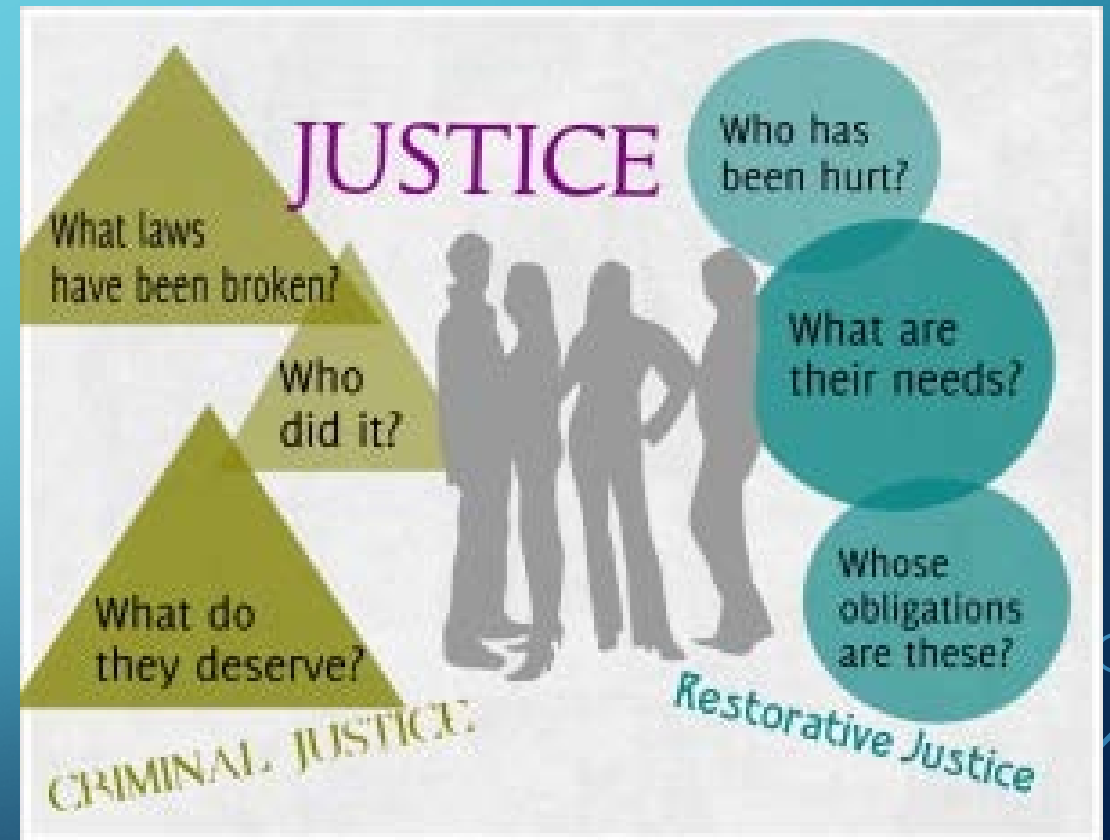 JUSTICE
What laws
have been broken?
Who
did it?
What do
they deserve?
CRIMINAL JUSTICE
Who has
been hurt?
What are
their needs?
Whose
obligations
are these?
Restorative Justice